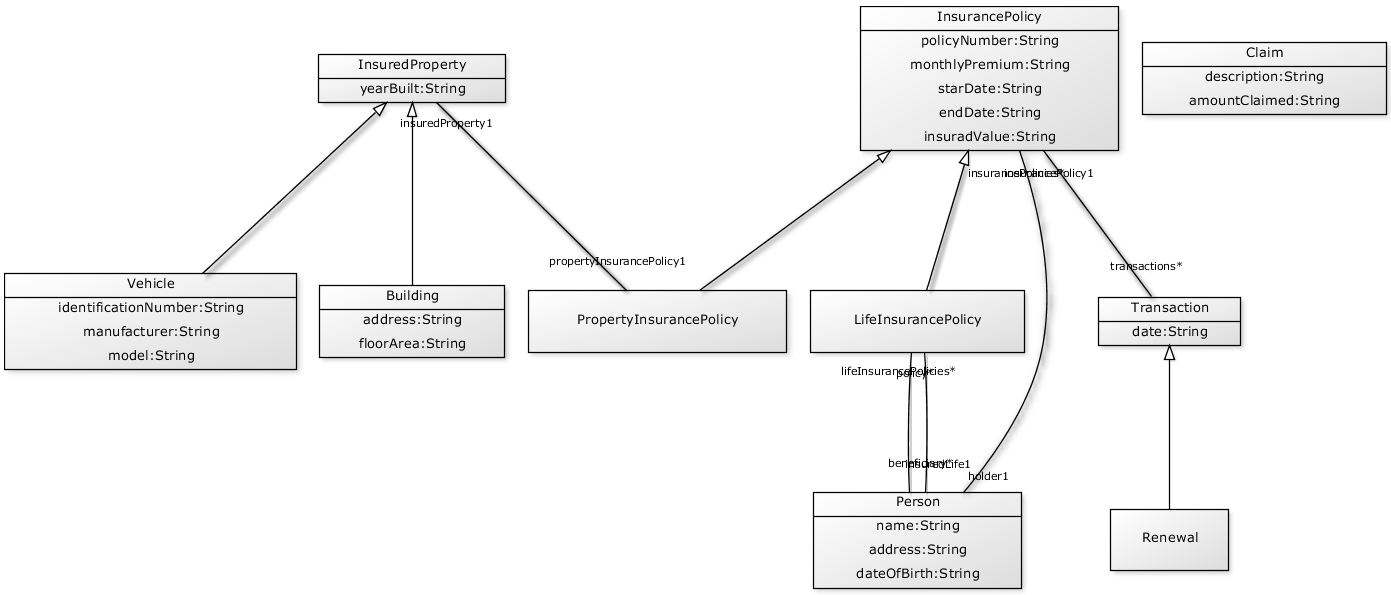 InsurancePolicy
policyNumber:String
monthlyPremium:String
starDate:String
endDate:String
insuradValue:String
Claim
description:String
amountClaimed:String
InsuredProperty
yearBuilt:String
insuredProperty1
insurancePolicy1
propertyInsurancePolicy1
transactions*
Vehicle
identificationNumber:String
manufacturer:String
model:String
Building
address:String
floorArea:String
PropertyInsurancePolicy
LifeInsurancePolicy
Transaction
date:String
lifeInsurancePolicies*
policy*
beneficiary*
insuredLife1
holder1
Person
name:String
address:String
dateOfBirth:String
Renewal